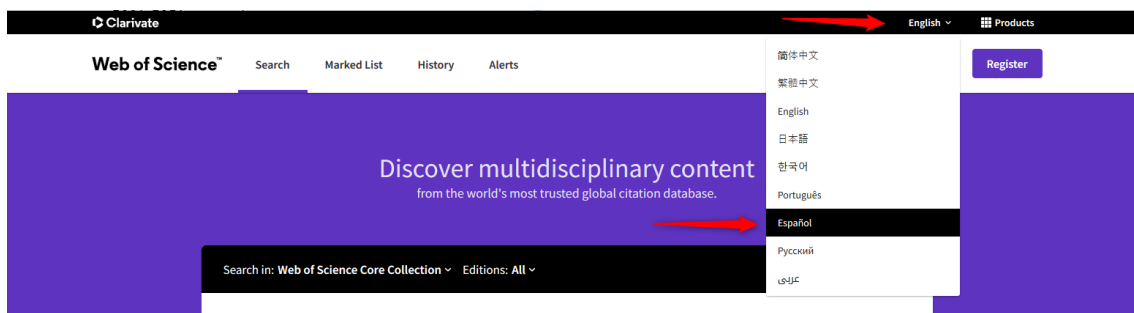 Clarivate
English
Products
Web of Science™
Search
Marked List
History
Alerts
Register
简体中文
繁體中文
English
日本語
한국어
Português
Español
Русский
عربى
Discover multidisciplinary content
from the world's most trusted global citation database.
Search in: Web of Science Core Collection Editions: All